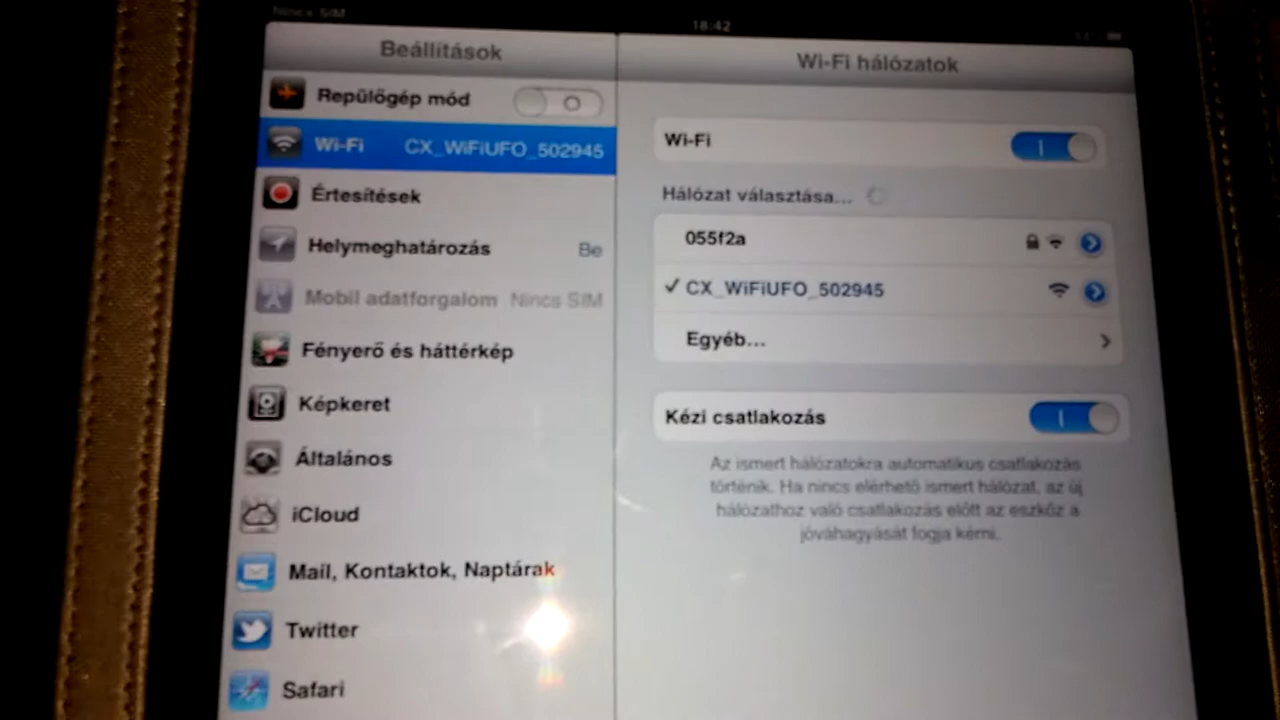 Nincs SIM
18:42
Beállítások
Repülőgép mód
Wi-Fi CX_WiFiUFO_502945
Értesítések
Helymeghatározás Be
Mobil adatforgalom Nincs SIM
Fényerő és háttérkép
Képkeret
Általános
iCloud
Mail, Kontaktok, Naptárak
Twitter
Safari
Wi-Fi hálózatok
Wi-Fi
Hálózat választása...
055f2a
CX_WiFiUFO_502945
Egyéb...
Kézi csatlakozás
Az ismert hálózatokra automatikus csatlakozás
történik. Ha nincs elérhető ismert hálózat, az új
hálózathoz való csatlakozás előtt az eszköz a
jóváhagyását fogja kérni.